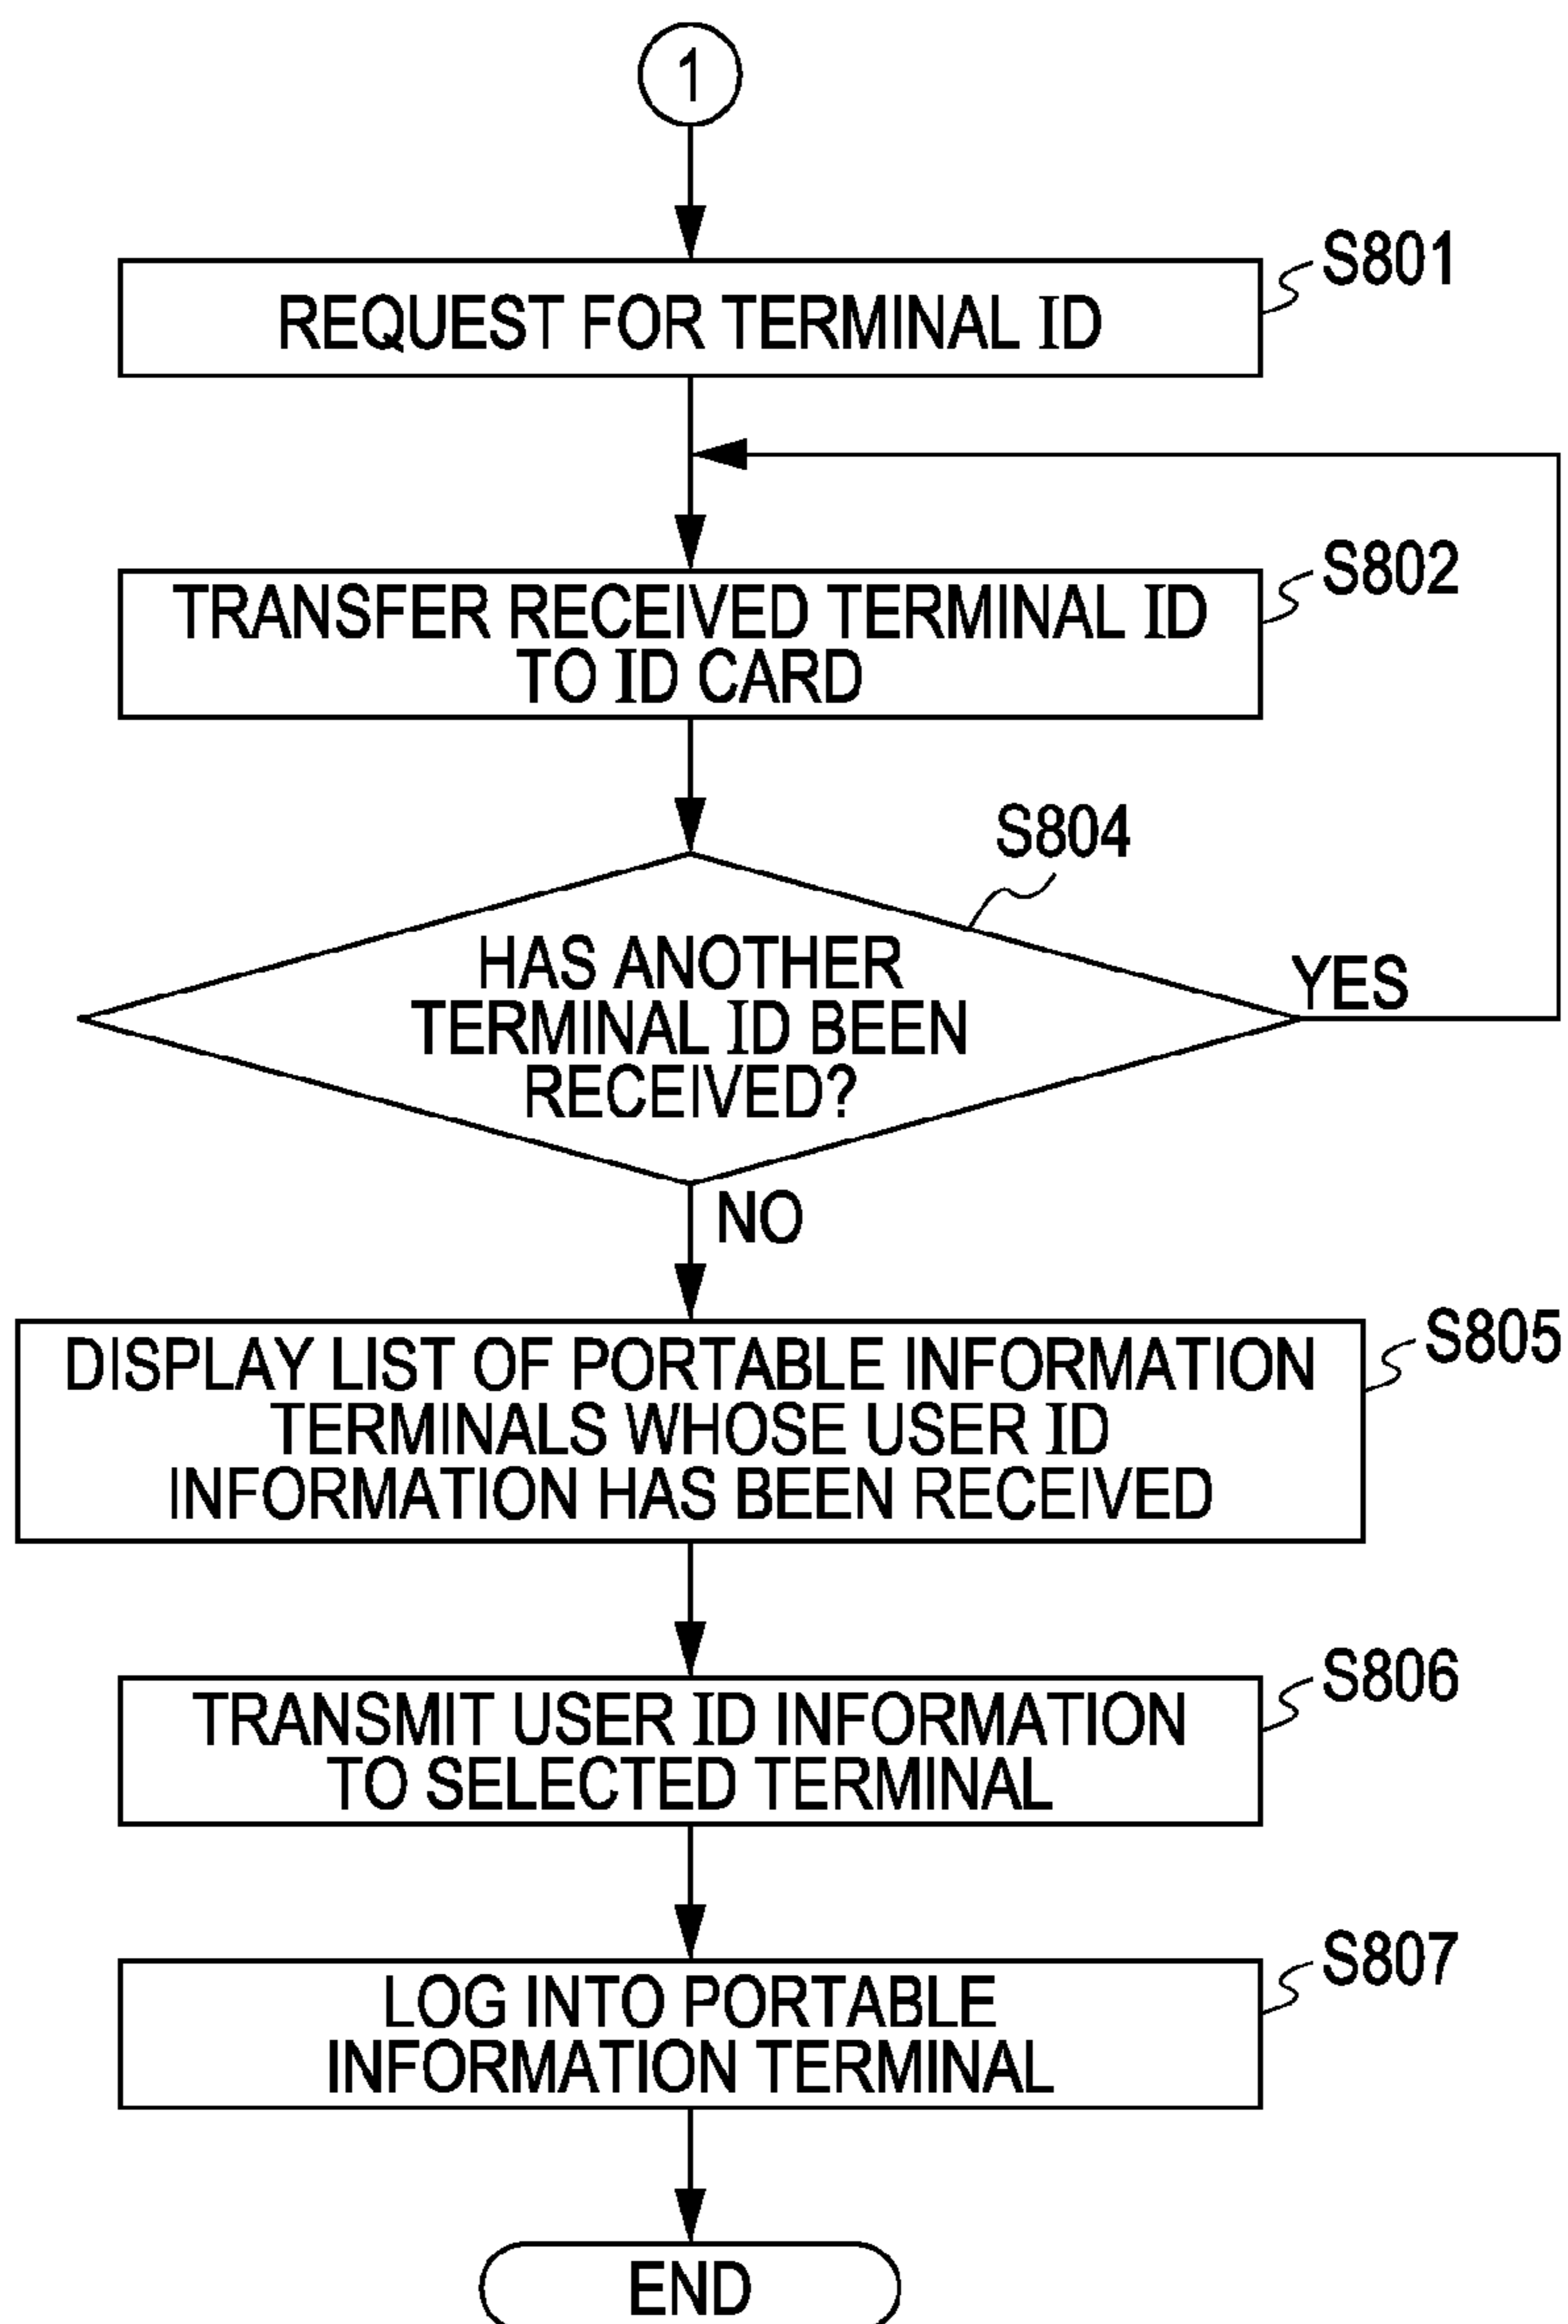 1
S801
REQUEST FOR TERMINAL ID
S802
TRANSFER RECEIVED TERMINAL ID
TO ID CARD
S804
HAS ANOTHER
TERMINAL ID BEEN
RECEIVED?
YES
NO
S805
DISPLAY LIST OF PORTABLE INFORMATION
TERMINALS WHOSE USER ID
INFORMATION HAS BEEN RECEIVED
S806
TRANSMIT USER ID INFORMATION
TO SELECTED TERMINAL
S807
LOG INTO PORTABLE
INFORMATION TERMINAL
END